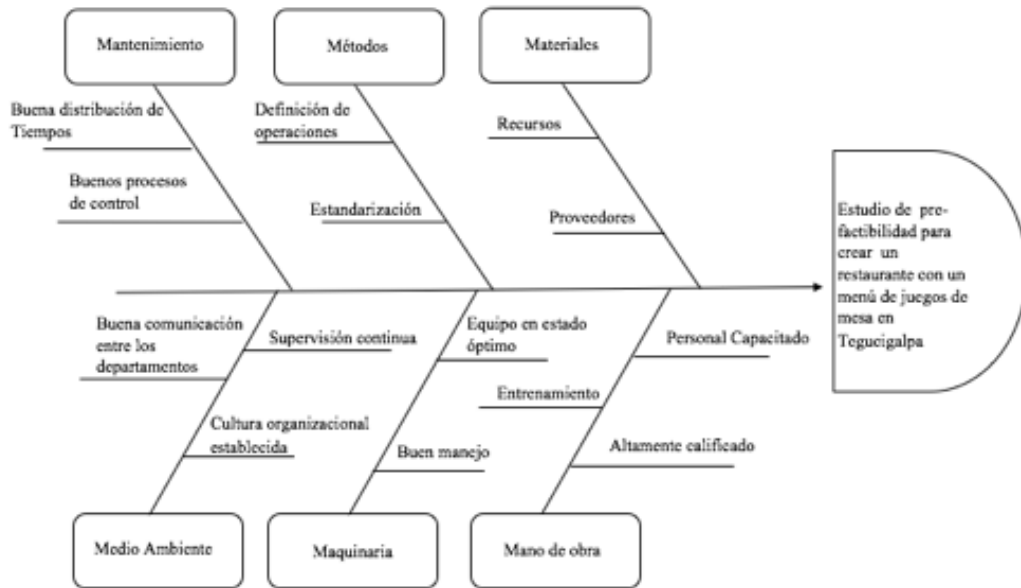 Mantenimiento
Métodos
Materiales
Buena distribución de
Tiempos
Definición de
operaciones
Recursos
Buenos procesos
de control
Estandarización
Proveedores
Estudio de pre-
factibilidad para
crear un
restaurante con un
menú de juegos de
mesa en
Tegucigalpa
Buena comunicación
entre los
departamentos
Supervisión continua
Equipo en estado
óptimo
Personal Capacitado
Entrenamiento
Cultura organizacional
establecida
Buen manejo
Altamente calificado
Medio Ambiente
Maquinaria
Mano de obra